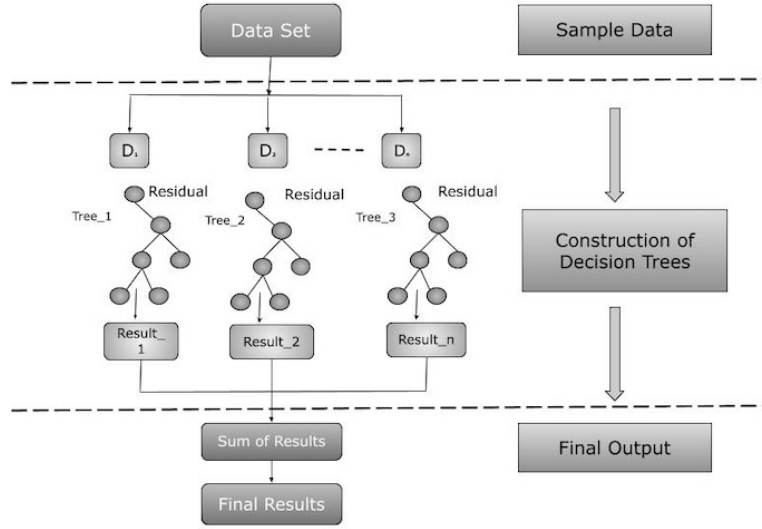 Data Set
Sample Data
D₁
D₂
Dₙ
Residual
Residual
Residual
Tree_1
Tree_2
Tree_3
Construction of
Decision Trees
Result_
1
Result_2
Result_n
Sum of Results
Final Output
Final Results